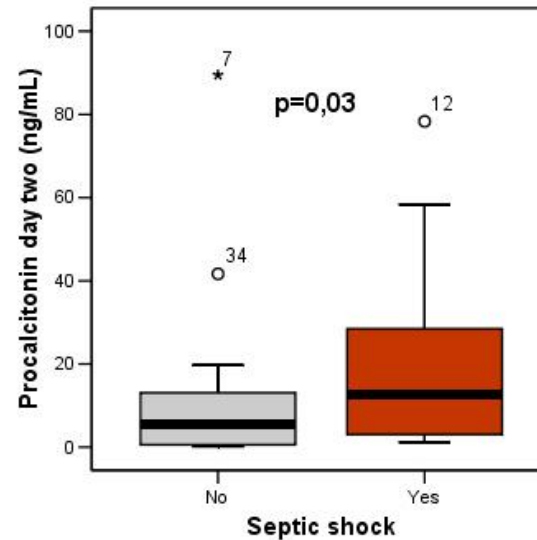 Procalcitonin day two (ng/mL)
100
80
60
40
20
0
*7
12
p=0,03
34
No
Yes
Septic shock